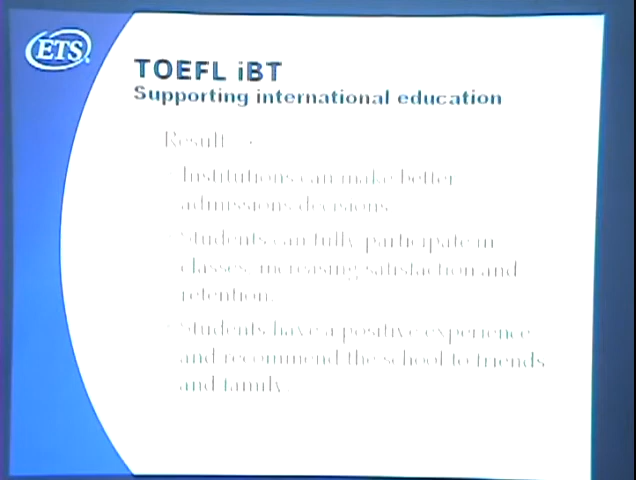 ETS
TOEFL iBT
Supporting international education
Result
Institutions can make better
admissions decisions
Students can fully participate in
classes, increasing satisfaction and
retention.
Students have a positive experience
and recommend the school to friends
and family.